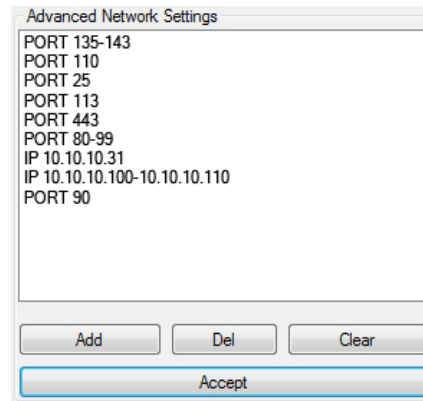 Advanced Network Settings
PORT 135-143
PORT 110
PORT 25
PORT 113
PORT 443
PORT 80-99
IP 10.10.10.31
IP 10.10.10.100-10.10.10.110
PORT 90
Add Del Clear
Accept